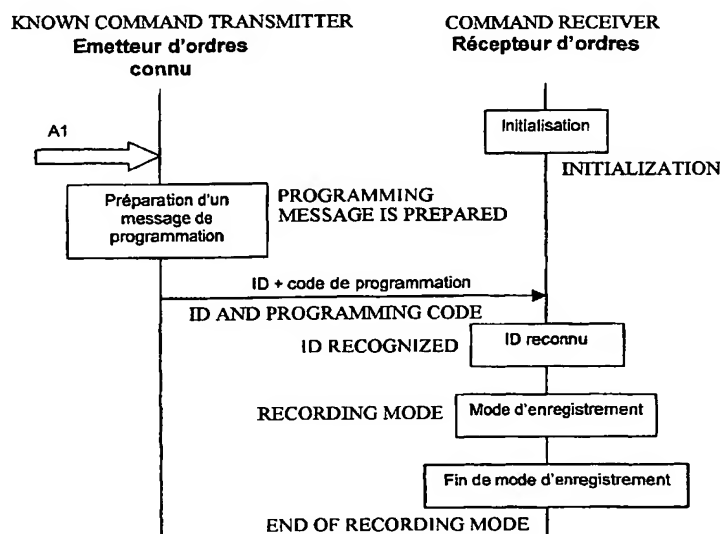 KNOWN COMMAND TRANSMITTER
Emetteur d'ordres
connu
COMMAND RECEIVER
Récepteur d'ordres
A1
Initialisation
INITIALIZATION
Préparation d'un
message de
programmation
PROGRAMMING
MESSAGE IS PREPARED
ID + code de programmation
ID AND PROGRAMMING CODE
ID RECOGNIZED
ID reconnu
RECORDING MODE
Mode d'enregistrement
Fin de mode d'enregistrement
END OF RECORDING MODE